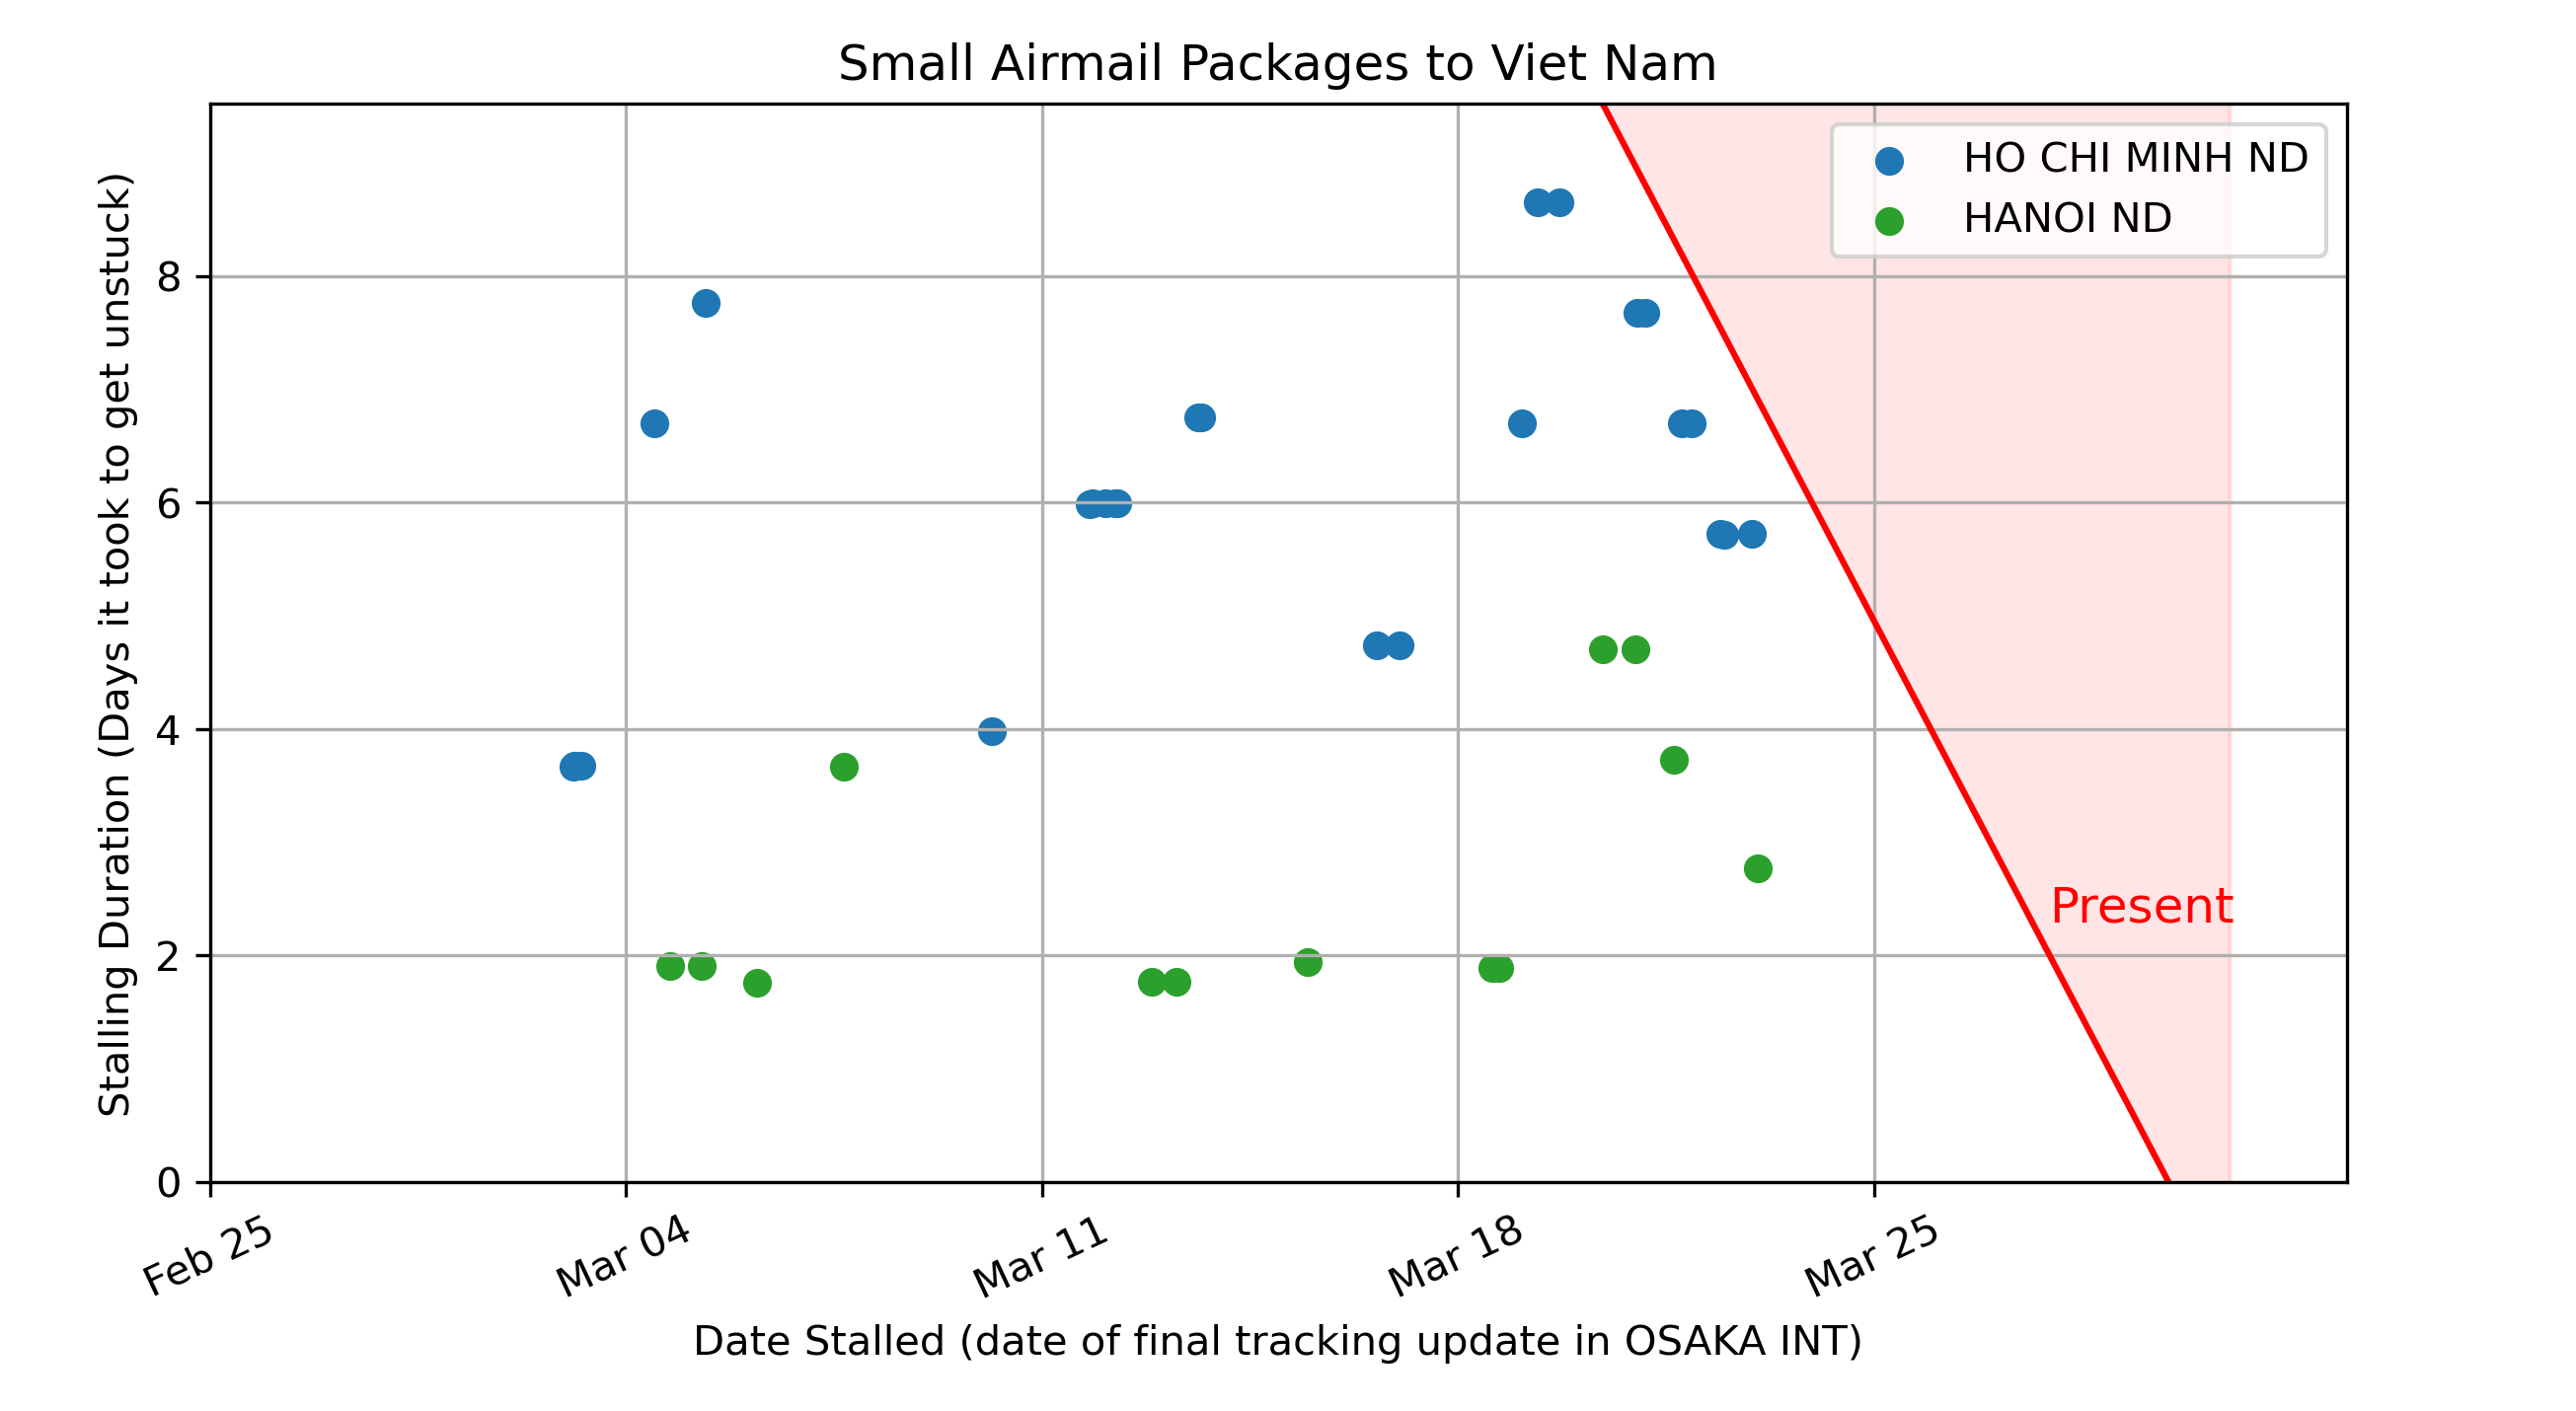 Small Airmail Packages to Viet Nam
HO CHI MINH ND
HANOI ND
Stalling Duration (Days it took to get unstuck)
8
6
4
2
0
Present
Feb 25
Mar 04
Mar 11
Mar 18
Mar 25
Date Stalled (date of final tracking update in OSAKA INT)